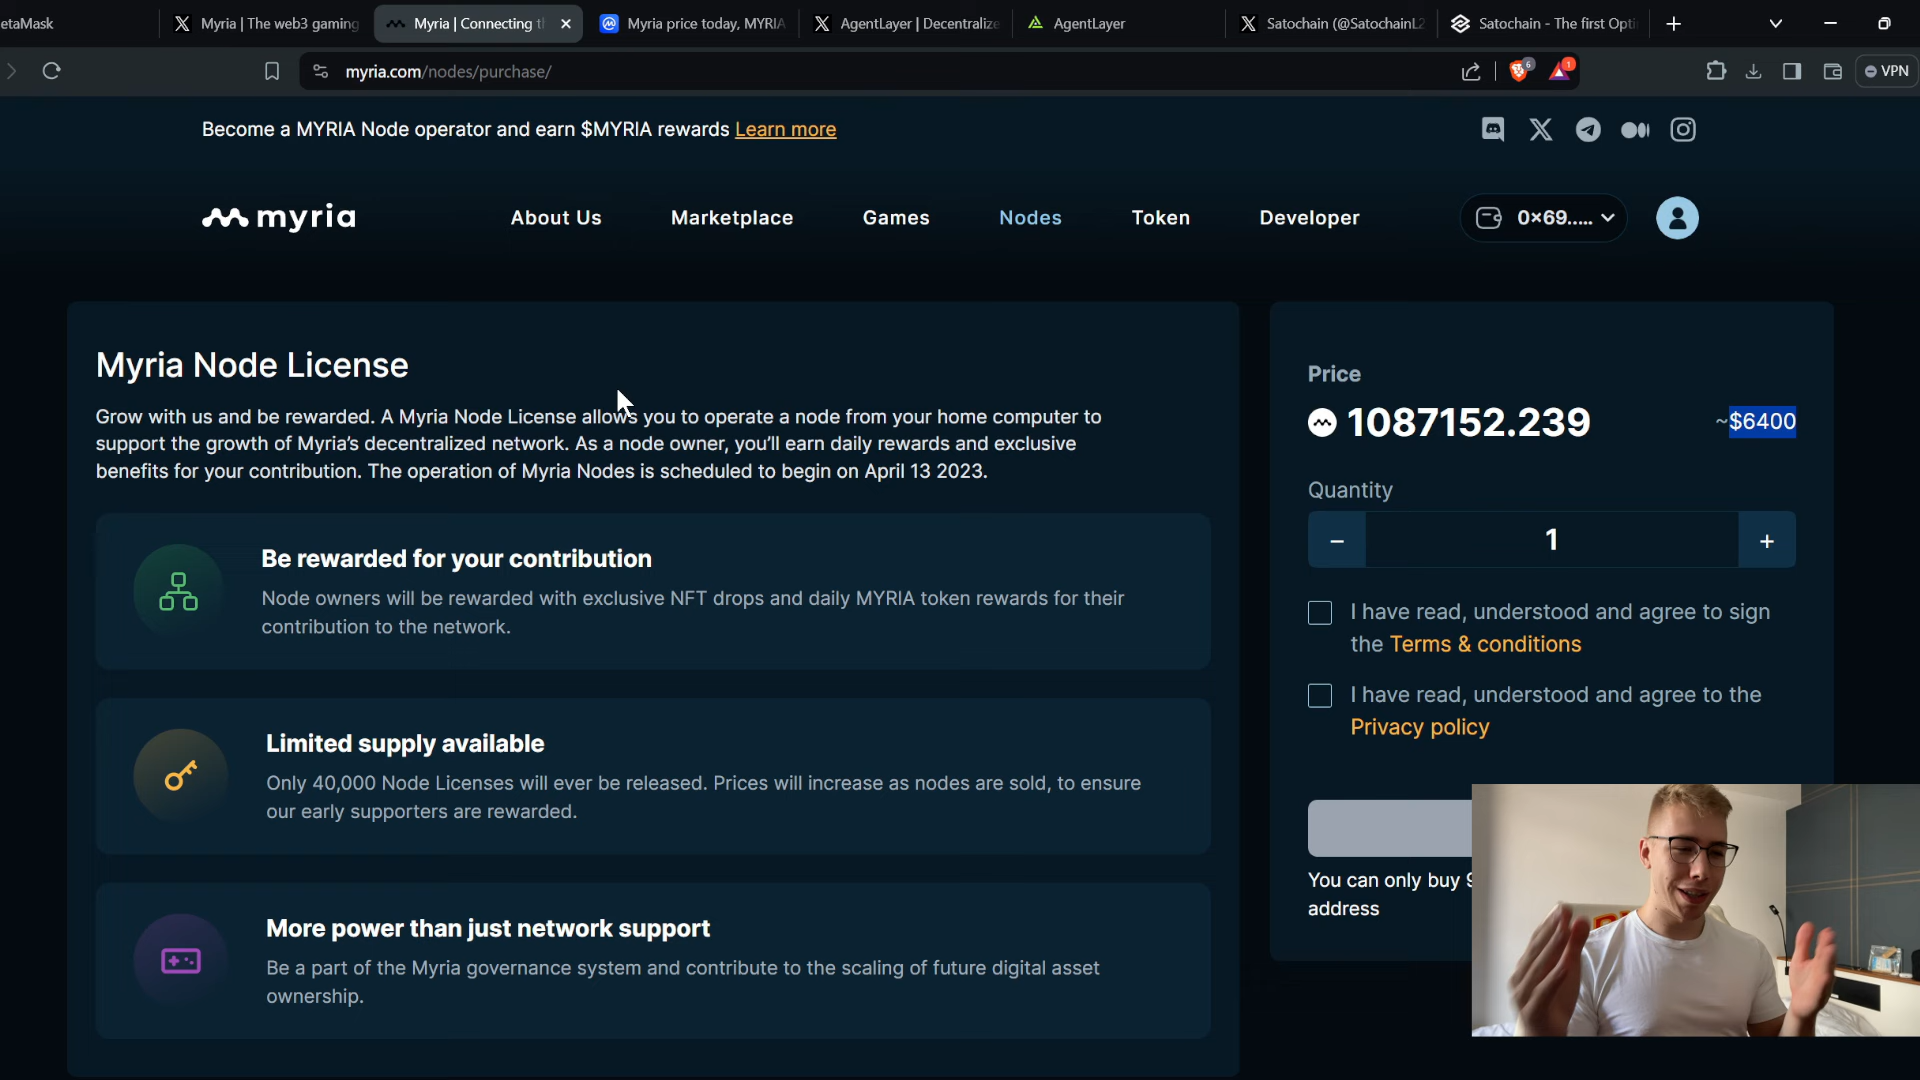 etaMask
Myria | The web3 gaming
Myria | Connecting t
Myria price today, MYRIA
AgentLayer | Decentralize
AgentLayer
Satochain (@SatochainL2
Satochain - The first Opti
myria.com/nodes/purchase/
6
1
VPN
Become a MYRIA Node operator and earn $MYRIA rewards Learn more
myria
About Us
Marketplace
Games
Nodes
Token
Developer
0×69.....
Myria Node License
Grow with us and be rewarded. A Myria Node License allows you to operate a node from your home computer to
support the growth of Myria's decentralized network. As a node owner, you'll earn daily rewards and exclusive
benefits for your contribution. The operation of Myria Nodes is scheduled to begin on April 13 2023.
Be rewarded for your contribution
Node owners will be rewarded with exclusive NFT drops and daily MYRIA token rewards for their
contribution to the network.
Limited supply available
Only 40,000 Node Licenses will ever be released. Prices will increase as nodes are sold, to ensure
our early supporters are rewarded.
More power than just network support
Be a part of the Myria governance system and contribute to the scaling of future digital asset
ownership.
Price
1087152.239
~$6400
Quantity
− 1 +
I have read, understood and agree to sign
the Terms & conditions
I have read, understood and agree to the
Privacy policy
You can only buy
address